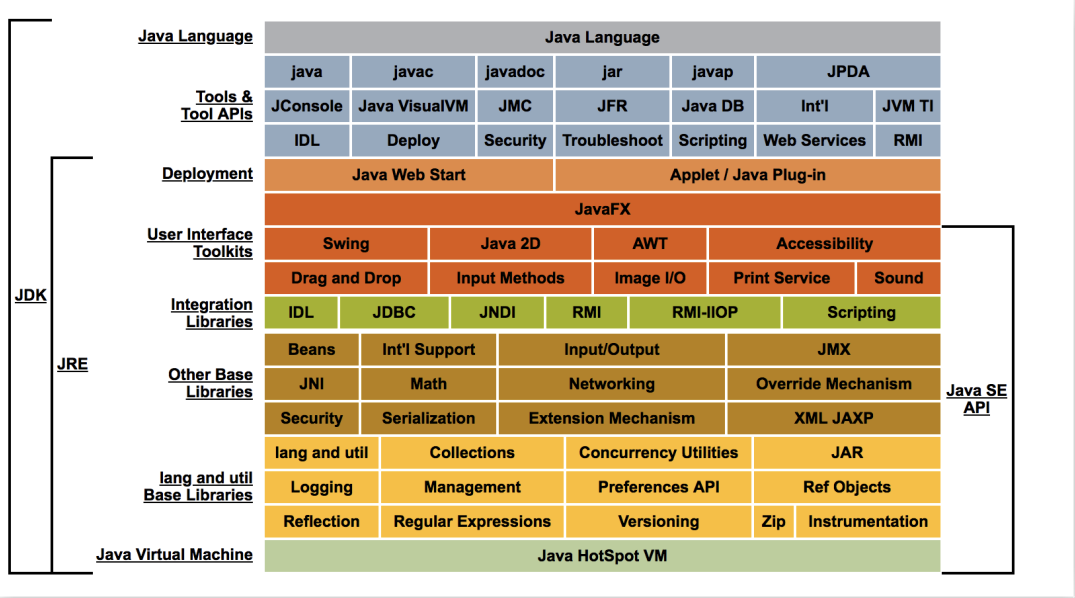 Java Language
Java Language
java javac javadoc jar javap JPDA
Tools &
Tool APIs
JConsole Java VisualVM JMC JFR Java DB Int'l JVM TI
IDL Deploy Security Troubleshoot Scripting Web Services RMI
Deployment
Java Web Start Applet / Java Plug-in
JavaFX
User Interface
Toolkits
Swing Java 2D AWT Accessibility
Drag and Drop Input Methods Image I/O Print Service Sound
JDK
Integration
Libraries
IDL JDBC JNDI RMI RMI-IIOP Scripting
JRE
Beans Int'l Support Input/Output JMX
Other Base
Libraries
JNI Math Networking Override Mechanism
Java SE
API
Security Serialization Extension Mechanism XML JAXP
lang and util Collections Concurrency Utilities JAR
lang and util
Base Libraries
Logging Management Preferences API Ref Objects
Reflection Regular Expressions Versioning Zip Instrumentation
Java Virtual Machine
Java HotSpot VM